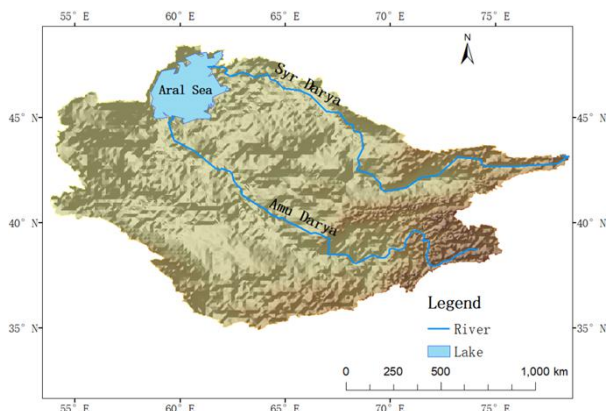 55° E 60° E 65° E 70° E 75° E
N
Aral Sea
Syr Darya
Amu Darya
45° N
40° N
35° N
45° N
40° N
35° N
Legend
River
Lake
0 250 500 1,000 km
55° E 60° E 65° E 70° E 75° E